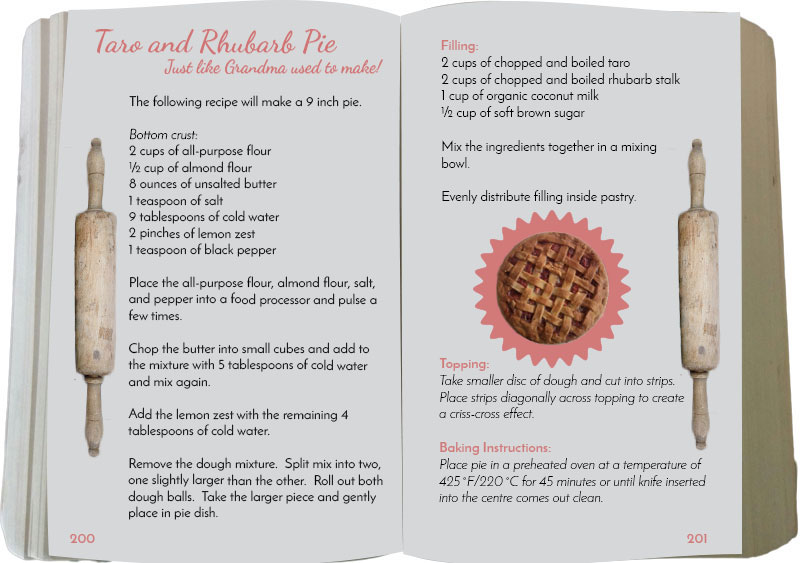 Taro and Rhubarb Pie
Just like Grandma used to make!
The following recipe will make a 9 inch pie.
Bottom crust:
2 cups of all-purpose flour
½ cup of almond flour
8 ounces of unsalted butter
1 teaspoon of salt
9 tablespoons of cold water
2 pinches of lemon zest
1 teaspoon of black pepper
Place the all-purpose flour, almond flour, salt,
and pepper into a food processor and pulse a
few times.
Chop the butter into small cubes and add to
the mixture with 5 tablespoons of cold water
and mix again.
Add the lemon zest with the remaining 4
tablespoons of cold water.
Remove the dough mixture. Split mix into two,
one slightly larger than the other. Roll out both
dough balls. Take the larger piece and gently
place in pie dish.
200
Filling:
2 cups of chopped and boiled taro
2 cups of chopped and boiled rhubarb stalk
1 cup of organic coconut milk
½ cup of soft brown sugar
Mix the ingredients together in a mixing
bowl.
Evenly distribute filling inside pastry.
Topping:
Take smaller disc of dough and cut into strips.
Place strips diagonally across topping to create
a criss-cross effect.
Baking Instructions:
Place pie in a preheated oven at a temperature of
425°F/220°C for 45 minutes or until knife inserted
into the centre comes out clean.
201